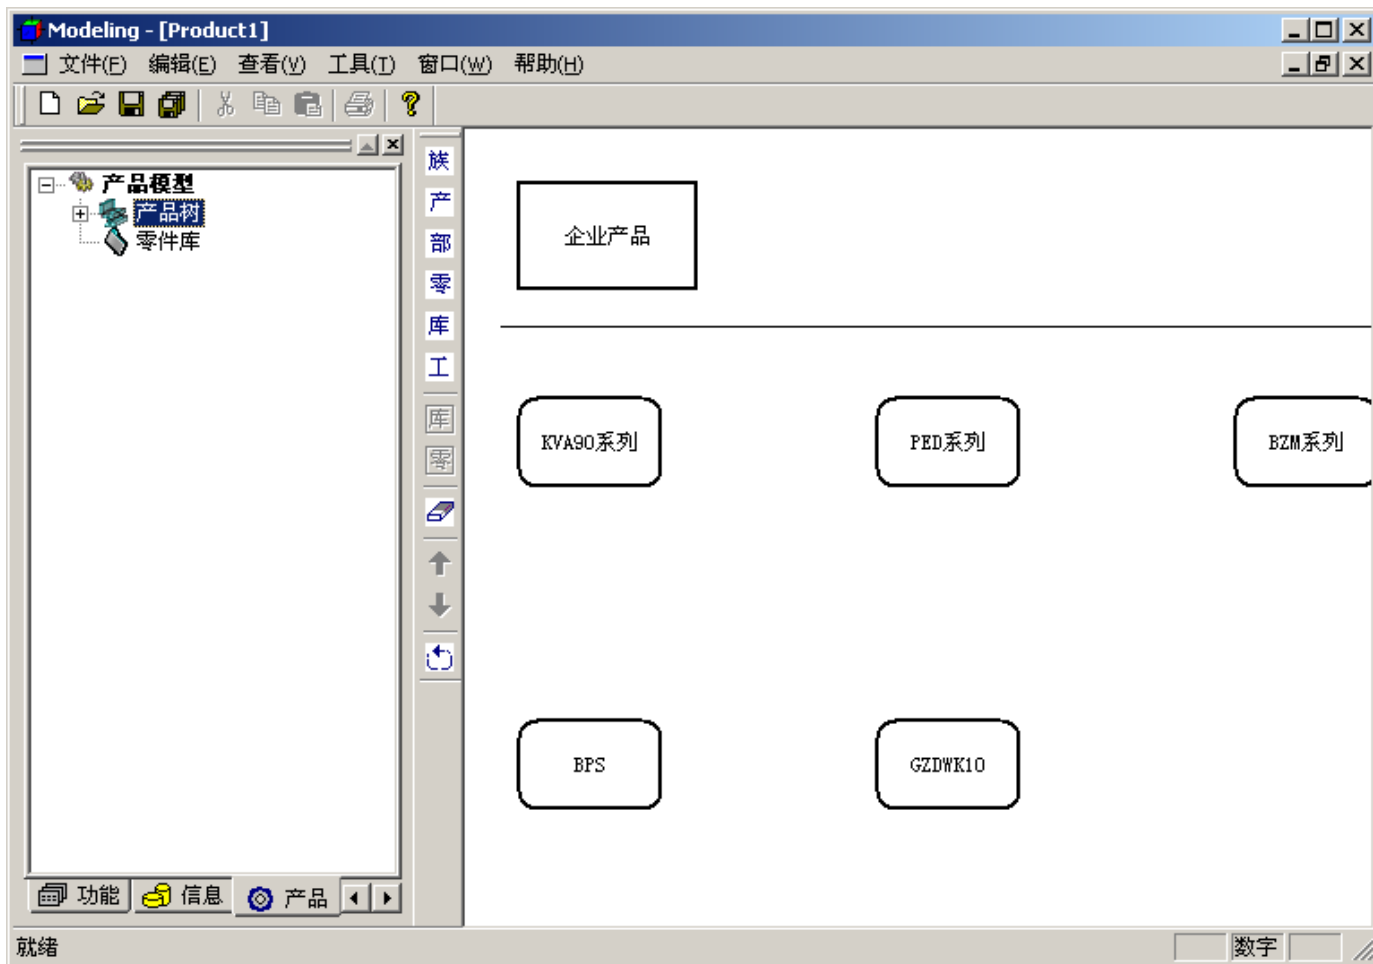 Modeling - [Product1]
文件(F) 编辑(E) 查看(V) 工具(T) 窗口(W) 帮助(H)
产品模型
产品树
零件库
族
产
部
零
库
工
库
零
企业产品
KVA90系列 PED系列 BZM系列
BPS GZDWK10
功能 信息 产品
就绪 数字